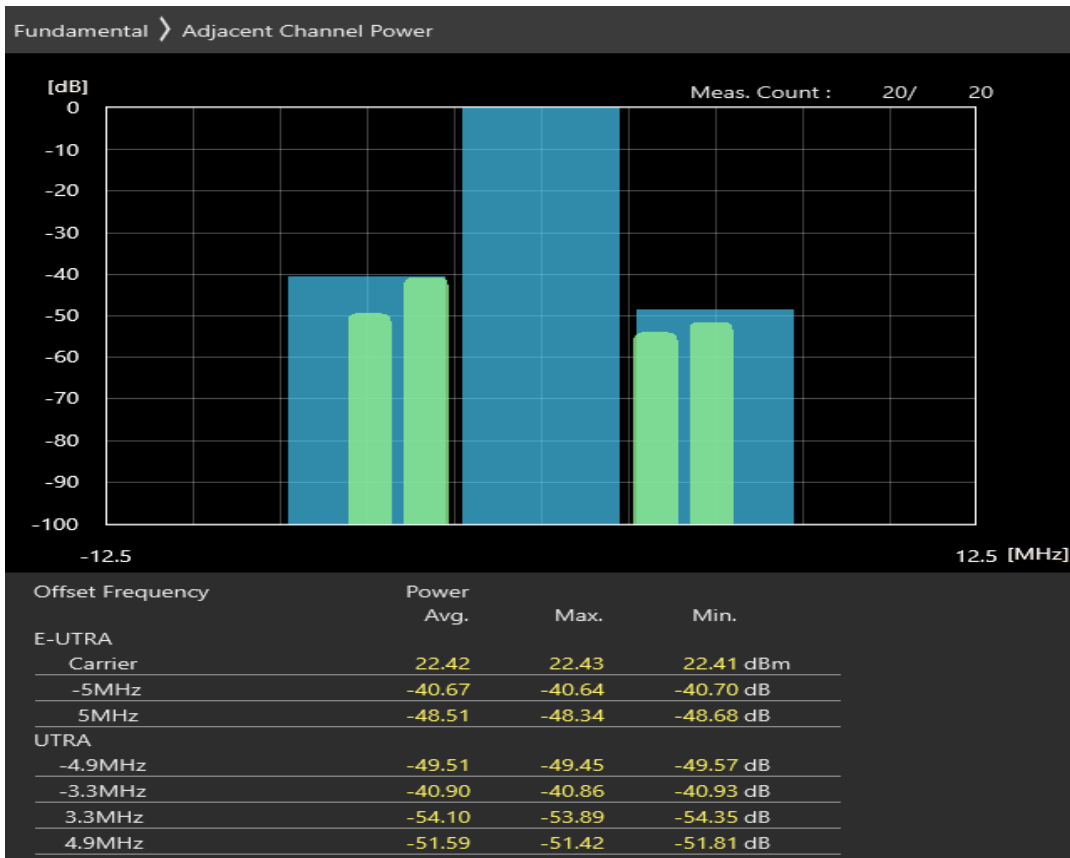 Fundamental 〉 Adjacent Channel Power
[dB]
Meas. Count : 20/ 20
0
-10
-20
-30
-40
-50
-60
-70
-80
-90
-100
-12.5 12.5 [MHz]
Offset Frequency Power
Avg. Max. Min.
E-UTRA
Carrier 22.42 22.43 22.41 dBm
-5MHz -40.67 -40.64 -40.70 dB
5MHz -48.51 -48.34 -48.68 dB
UTRA
-4.9MHz -49.51 -49.45 -49.57 dB
-3.3MHz -40.90 -40.86 -40.93 dB
3.3MHz -54.10 -53.89 -54.35 dB
4.9MHz -51.59 -51.42 -51.81 dB